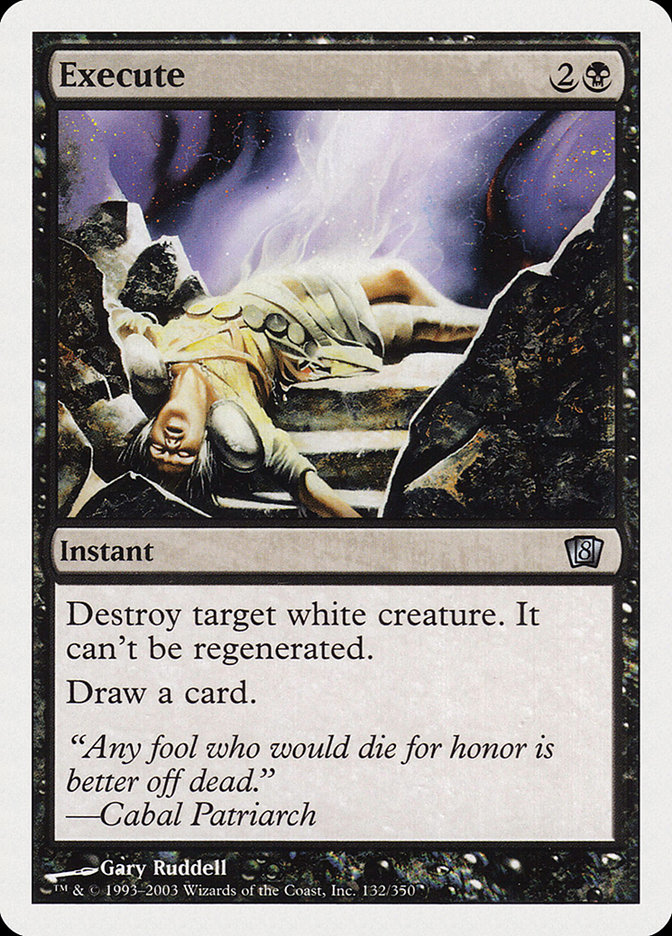 Execute 2
Instant 8
Destroy target white creature. It
can't be regenerated.
Draw a card.
“Any fool who would die for honor is
better off dead.”
—Cabal Patriarch
Gary Ruddell
™ & © 1993–2003 Wizards of the Coast, Inc. 132/350